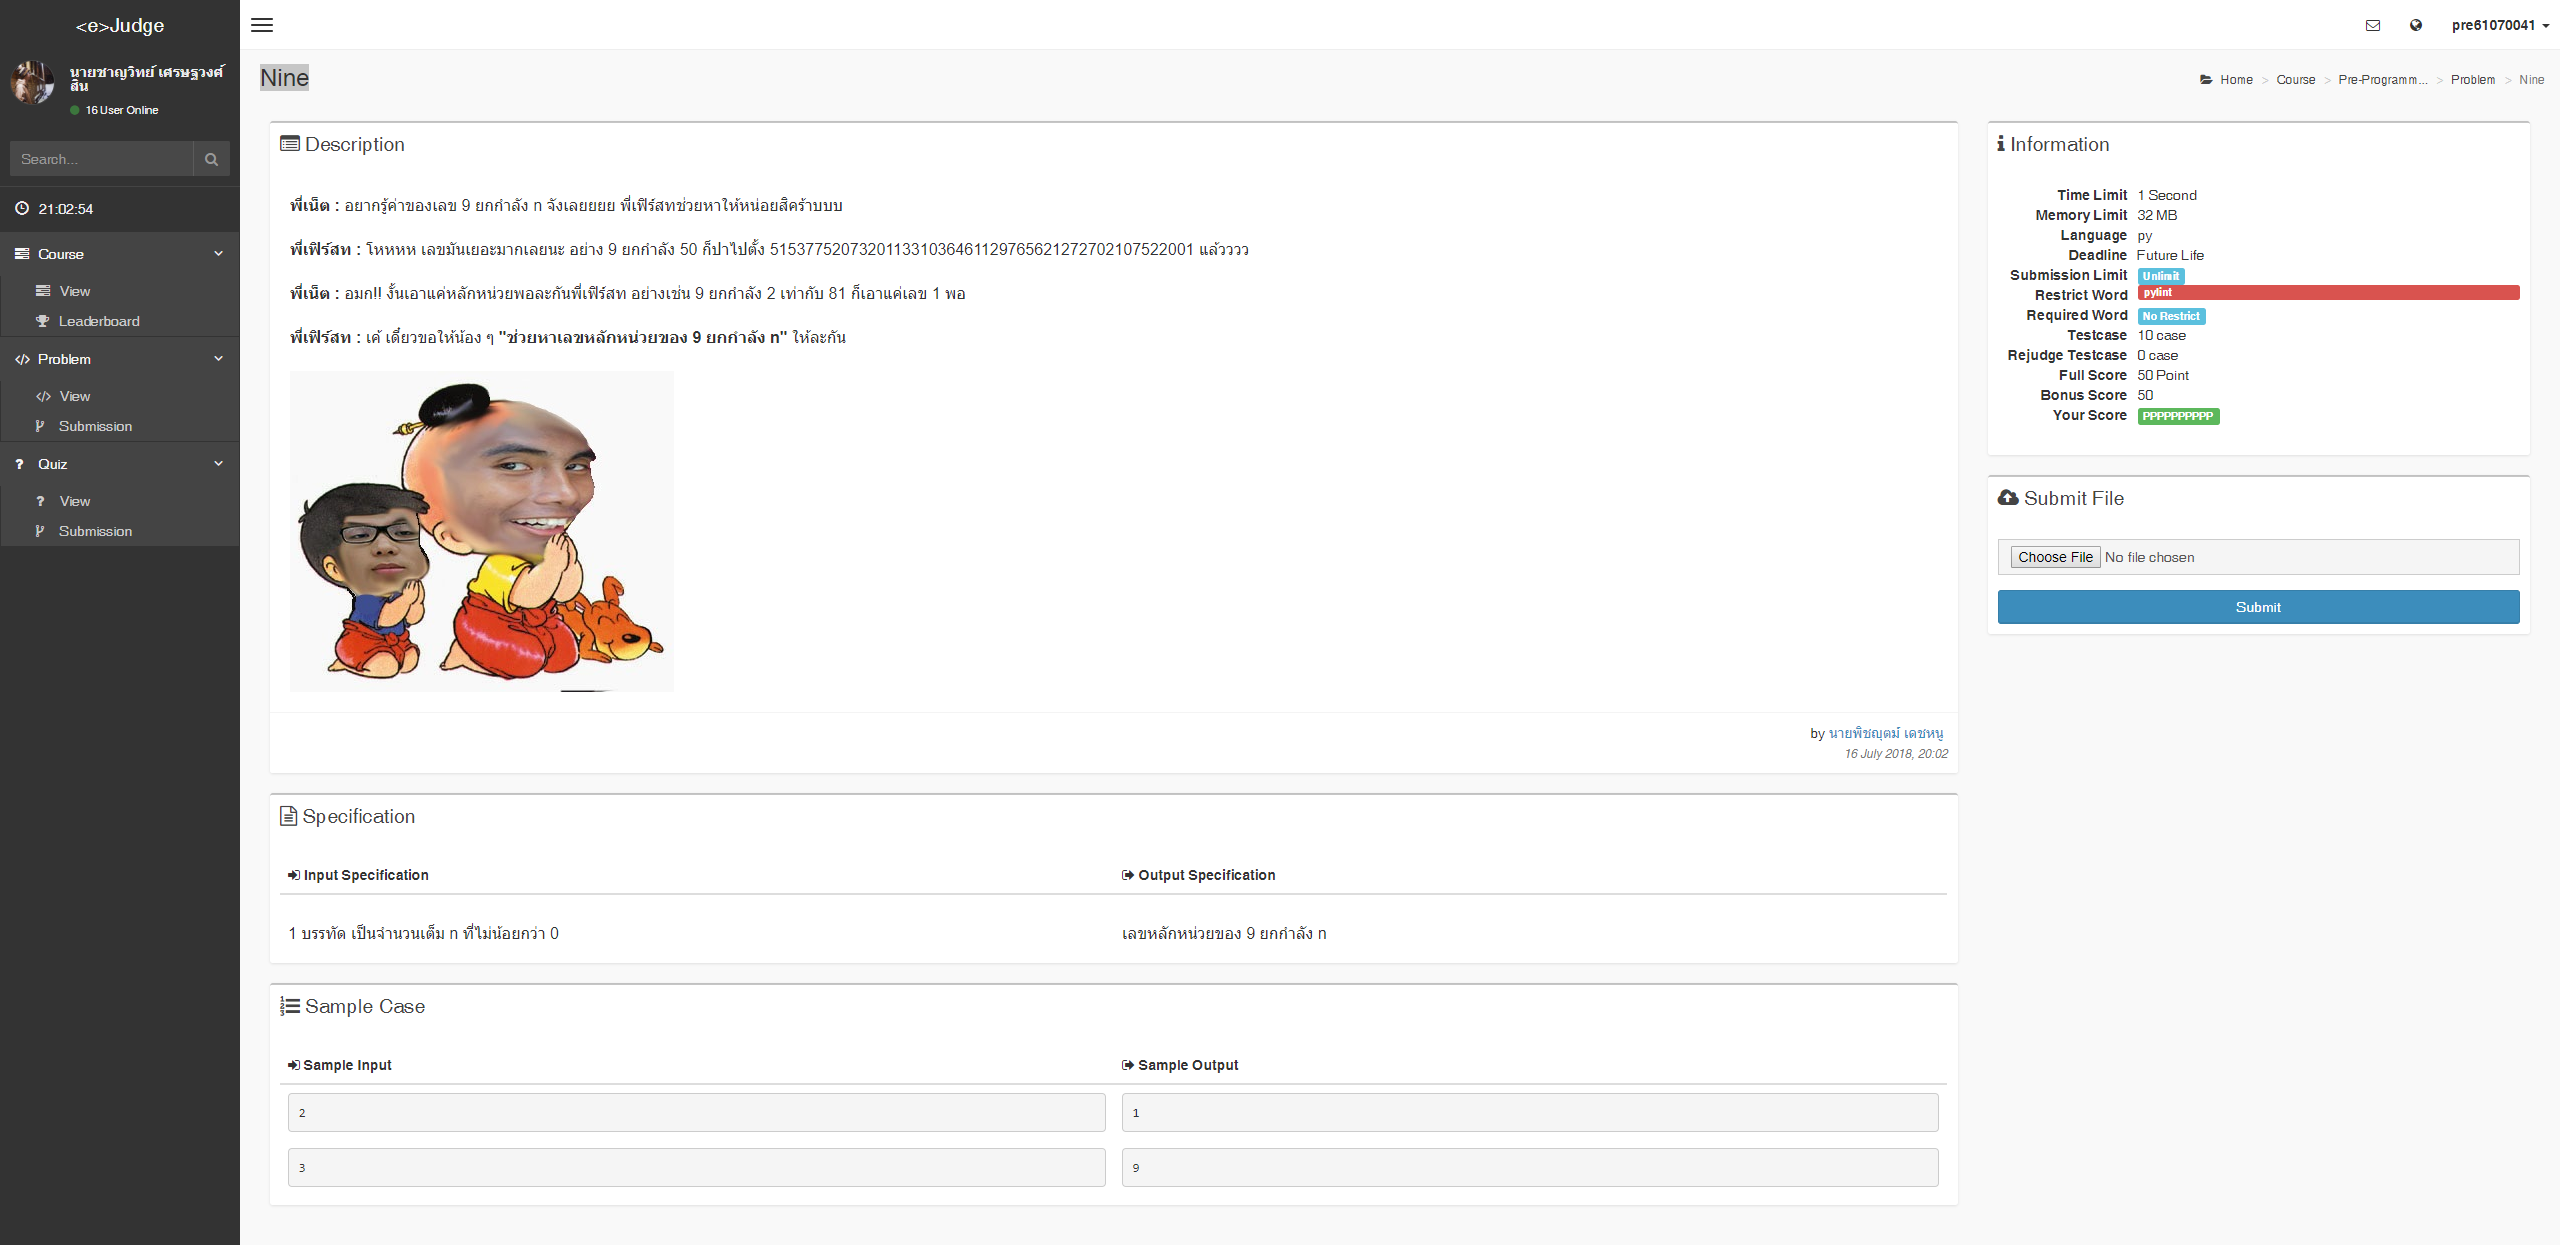 <e>Judge
นายชาญวิทย์ เศรษฐวงศ์
สิน
16 User Online
Search...
21:02:54
Course
View
Leaderboard
Problem
View
Submission
Quiz
View
Submission
pre61070041
Nine
Home > Course > Pre-Programm... > Problem > Nine
Description
พี่เน็ต : อยากรู้ค่าของเลข 9 ยกกำลัง n จังเลยยยย พี่เฟิร์สทช่วยหาให้หน่อยสิคร้าบบบ
พี่เฟิร์สท : โหหหห เลขมันเยอะมากเลยนะ อย่าง 9 ยกกำลัง 50 ก็ปาไปตั้ง 515377520732011331036461129765621272702107522001 แล้วววว
พี่เน็ต : อมก!! งั้นเอาแค่หลักหน่วยพอละกันพี่เฟิร์สท อย่างเช่น 9 ยกกำลัง 2 เท่ากับ 81 ก็เอาแค่เลข 1 พอ
พี่เฟิร์สท : เค้ เดี๋ยวขอให้น้อง ๆ "ช่วยหาเลขหลักหน่วยของ 9 ยกกำลัง n" ให้ละกัน
by นายพิชญุตม์ เดชหนู
16 July 2018, 20:02
Specification
Input Specification
Output Specification
1 บรรทัด เป็นจำนวนเต็ม n ที่ไม่น้อยกว่า 0
เลขหลักหน่วยของ 9 ยกกำลัง n
Sample Case
Sample Input
Sample Output
2
1
3
9
Information
Time Limit 1 Second
Memory Limit 32 MB
Language py
Deadline Future Life
Submission Limit Unlimit
Restrict Word pylint
Required Word No Restrict
Testcase 10 case
Rejudge Testcase 0 case
Full Score 50 Point
Bonus Score 50
Your Score PPPPPPPPPP
Submit File
Choose File No file chosen
Submit